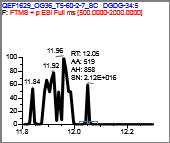 QEF1629_OG36_T5-60-2-7_SC DGDG-34:5
F: FTMS + p ESI Full ms [500.0000-2000.0000]
11.96
RT: 12.05
AA: 519
AH: 858
SN: 2.12E+016
11.92
11.84
100
80
60
40
20
0
11.8
12.0
12.2